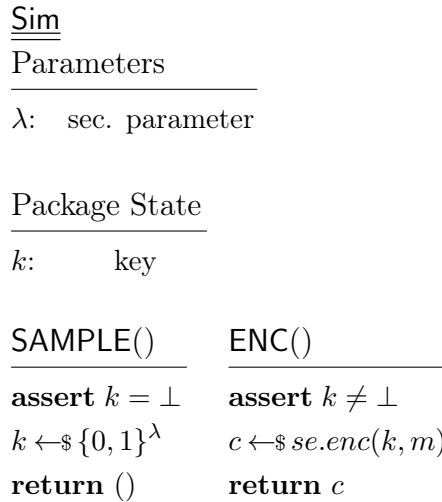 Sim
Parameters
λ: sec. parameter
Package State
k: key
SAMPLE()
assert k = ⊥
k ←$ {0, 1}^λ
return ()
ENC()
assert k ≠ ⊥
c ←$ se.enc(k, m)
return c